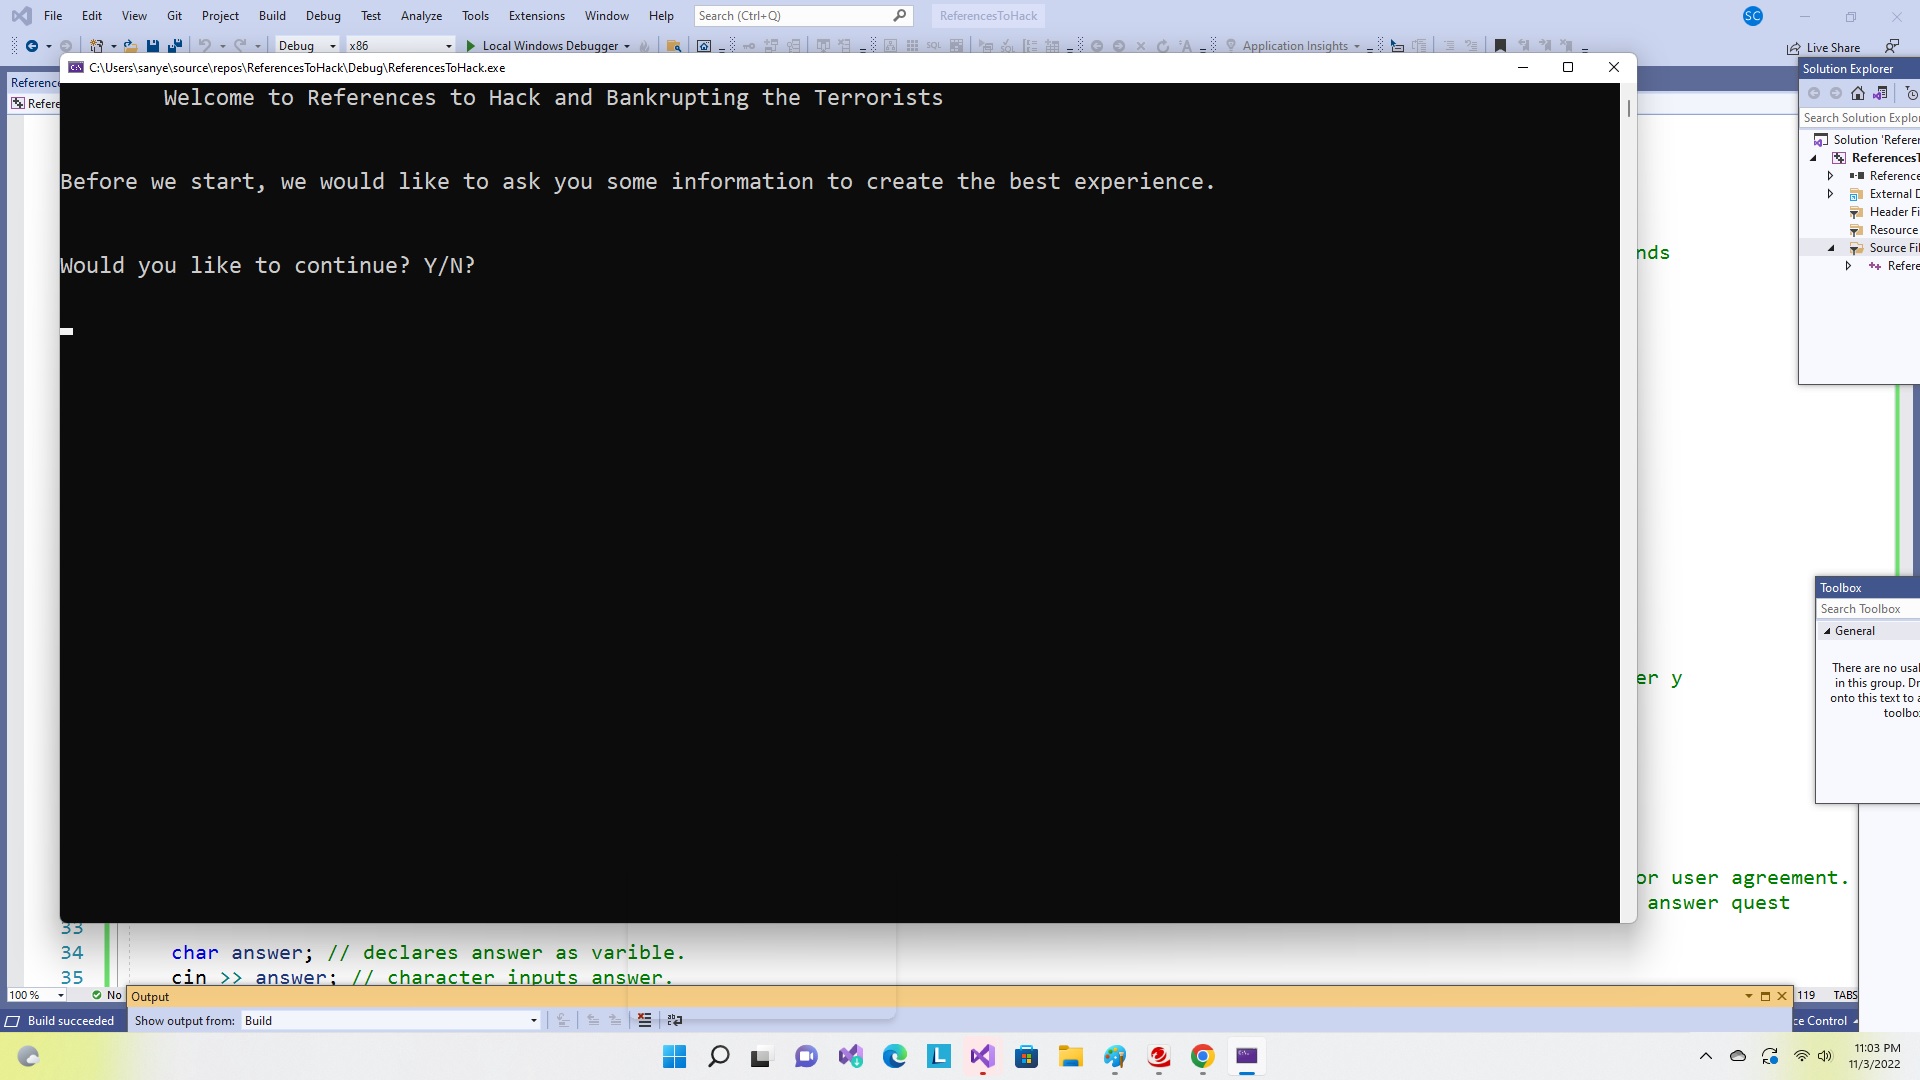 File Edit View Git Project Build Debug Test Analyze Tools Extensions Window Help Search (Ctrl+Q) ReferencesToHack SC
Debug x86 Local Windows Debugger Application Insights Live Share
C:\Users\sanye\source\repos\ReferencesToHack\Debug\ReferencesToHack.exe
Welcome to References to Hack and Bankrupting the Terrorists
Before we start, we would like to ask you some information to create the best experience.
Would you like to continue? Y/N?
Solution Explorer
Search Solution Explo
Solution 'Referer
ReferencesT
Reference
External D
Header Fi
Resource
Source Fil
Refere
Reference
Refere
nds
er y
or user agreement.
answer quest
Toolbox
Search Toolbox
General
There are no usal
in this group. Dr
onto this text to a
toolbo
33
34 char answer; // declares answer as varible.
35 cin >> answer; // character inputs answer.
100 % No
Output
119 TABS
Build succeeded Show output from: Build
ce Control
11:03 PM
11/3/2022